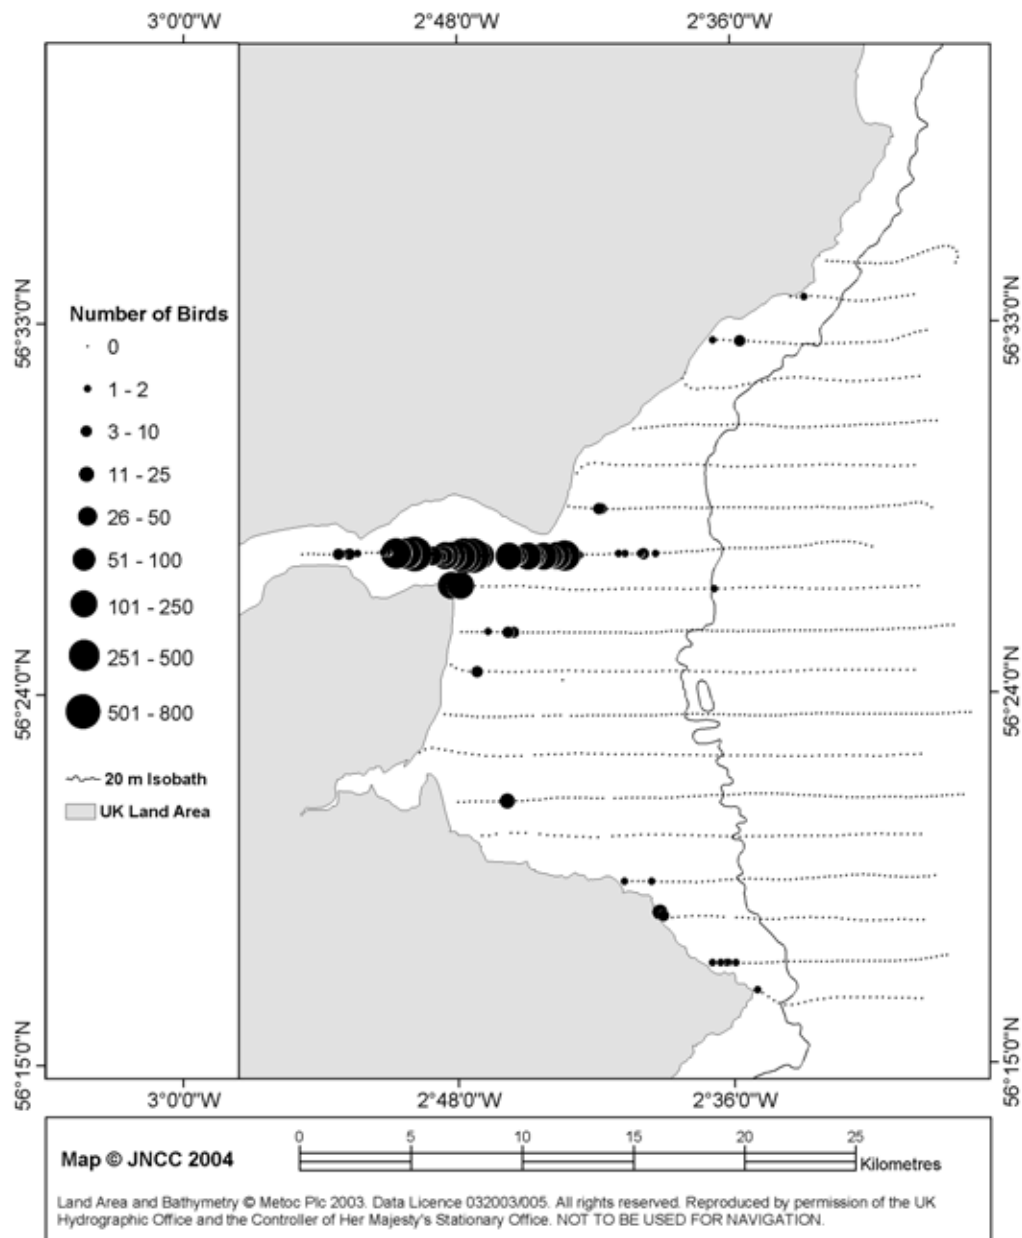 3°0'0"W 2°48'0"W 2°36'0"W
56°33'0"N
56°33'0"N
Number of Birds
0
1 - 2
3 - 10
11 - 25
26 - 50
51 - 100
101 - 250
251 - 500
501 - 800
20 m Isobath
UK Land Area
56°24'0"N
56°24'0"N
56°15'0"N
56°15'0"N
3°0'0"W 2°48'0"W 2°36'0"W
Map © JNCC 2004
0 5 10 15 20 25
Kilometres
Land Area and Bathymetry © Metoc Plc 2003. Data Licence 032003/005. All rights reserved. Reproduced by permission of the UK
Hydrographic Office and the Controller of Her Majesty's Stationary Office. NOT TO BE USED FOR NAVIGATION.